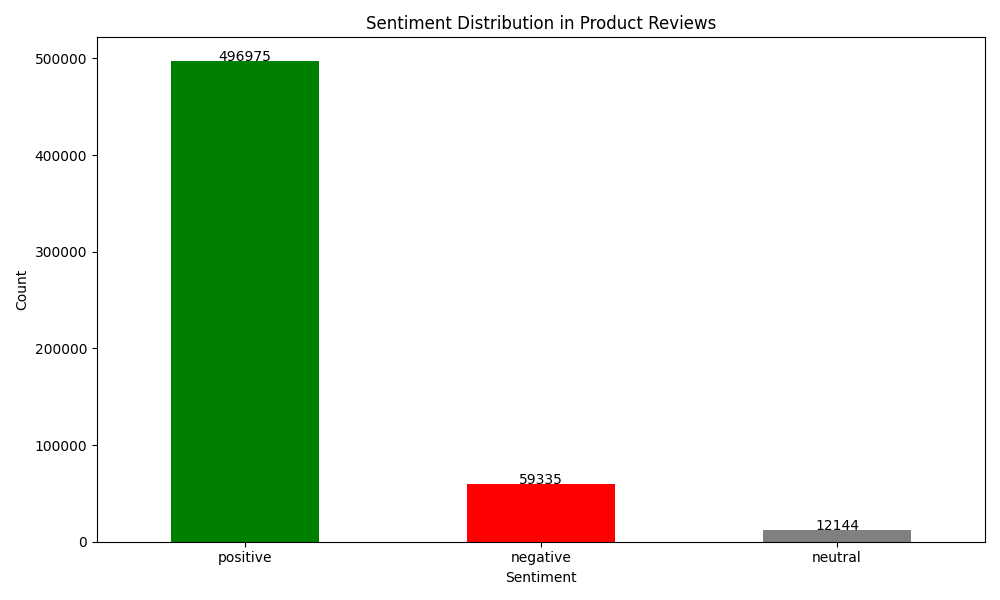 Sentiment Distribution in Product Reviews
Count
500000
400000
300000
200000
100000
0
496975
59335
12144
positive
negative
neutral
Sentiment